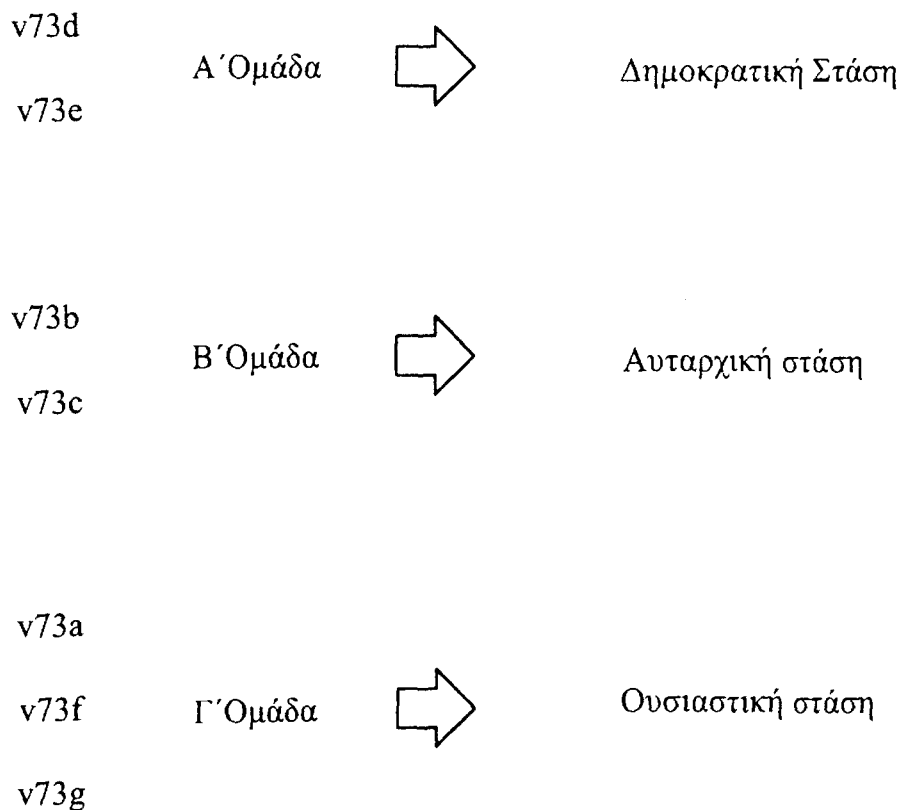 v73d
Α΄Ομάδα
Δημοκρατική Στάση
v73e
v73b
Β΄Ομάδα
Αυταρχική στάση
v73c
v73a
v73f
Γ΄Ομάδα
Ουσιαστική στάση
v73g